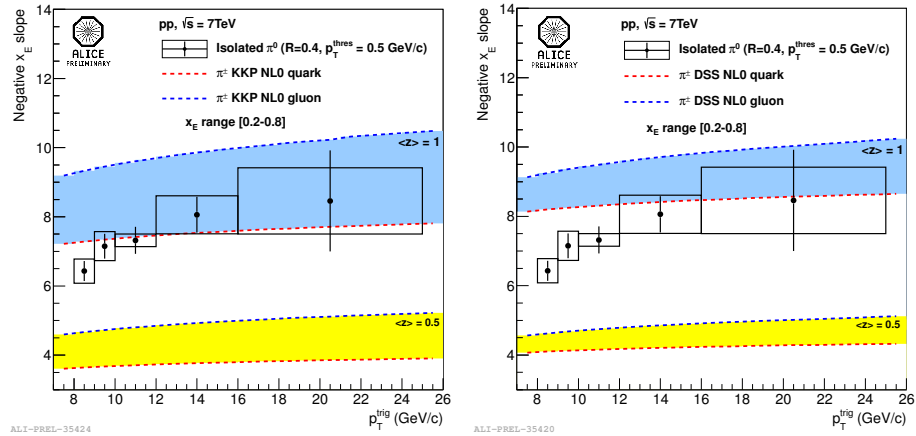 Negative x_E slope
14
12
10
8
6
4
ALICE
PRELIMINARY
pp, √s = 7TeV
Isolated π⁰ (R=0.4, p_T^thres = 0.5 GeV/c)
π± KKP NL0 quark
π± KKP NL0 gluon
x_E range [0.2-0.8]
<z> = 1
<z> = 0.5
8 10 12 14 16 18 20 22 24 26
p_T^trig (GeV/c)
ALI-PREL-35424
Negative x_E slope
14
12
10
8
6
4
ALICE
PRELIMINARY
pp, √s = 7TeV
Isolated π⁰ (R=0.4, p_T^thres = 0.5 GeV/c)
π± DSS NL0 quark
π± DSS NL0 gluon
x_E range [0.2-0.8]
<z> = 1
<z> = 0.5
8 10 12 14 16 18 20 22 24 26
p_T^trig (GeV/c)
ALI-PREL-35420